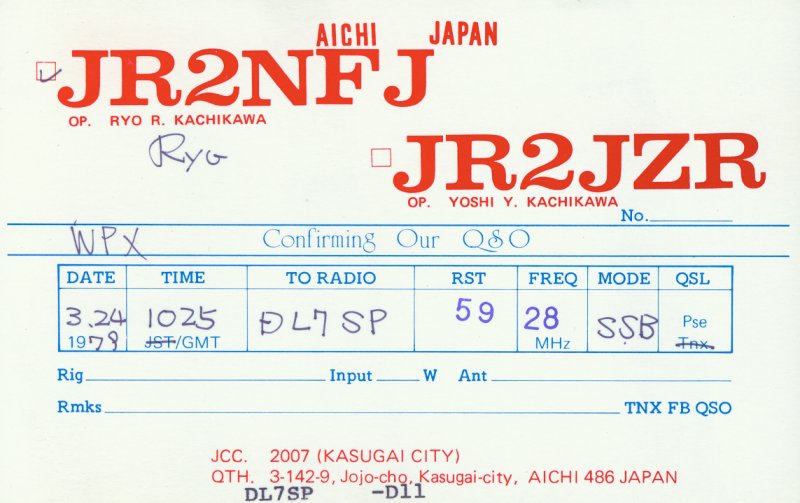 AICHI JAPAN
JR2NFJ
OP. RYO R. KACHIKAWA
Ryo
JR2JZR
OP. YOSHI Y. KACHIKAWA
No.
WPX Confirming Our QSO
DATE TIME TO RADIO RST FREQ MODE QSL
3.24 1025 DL7SP 59 28 SSB Pse
1979 JST/GMT MHz Tnx.
Rig Input W Ant
Rmks TNX FB QSO
JCC. 2007 (KASUGAI CITY)
QTH. 3-142-9, Jojo-cho, Kasugai-city, AICHI 486 JAPAN
DL7SP -D11